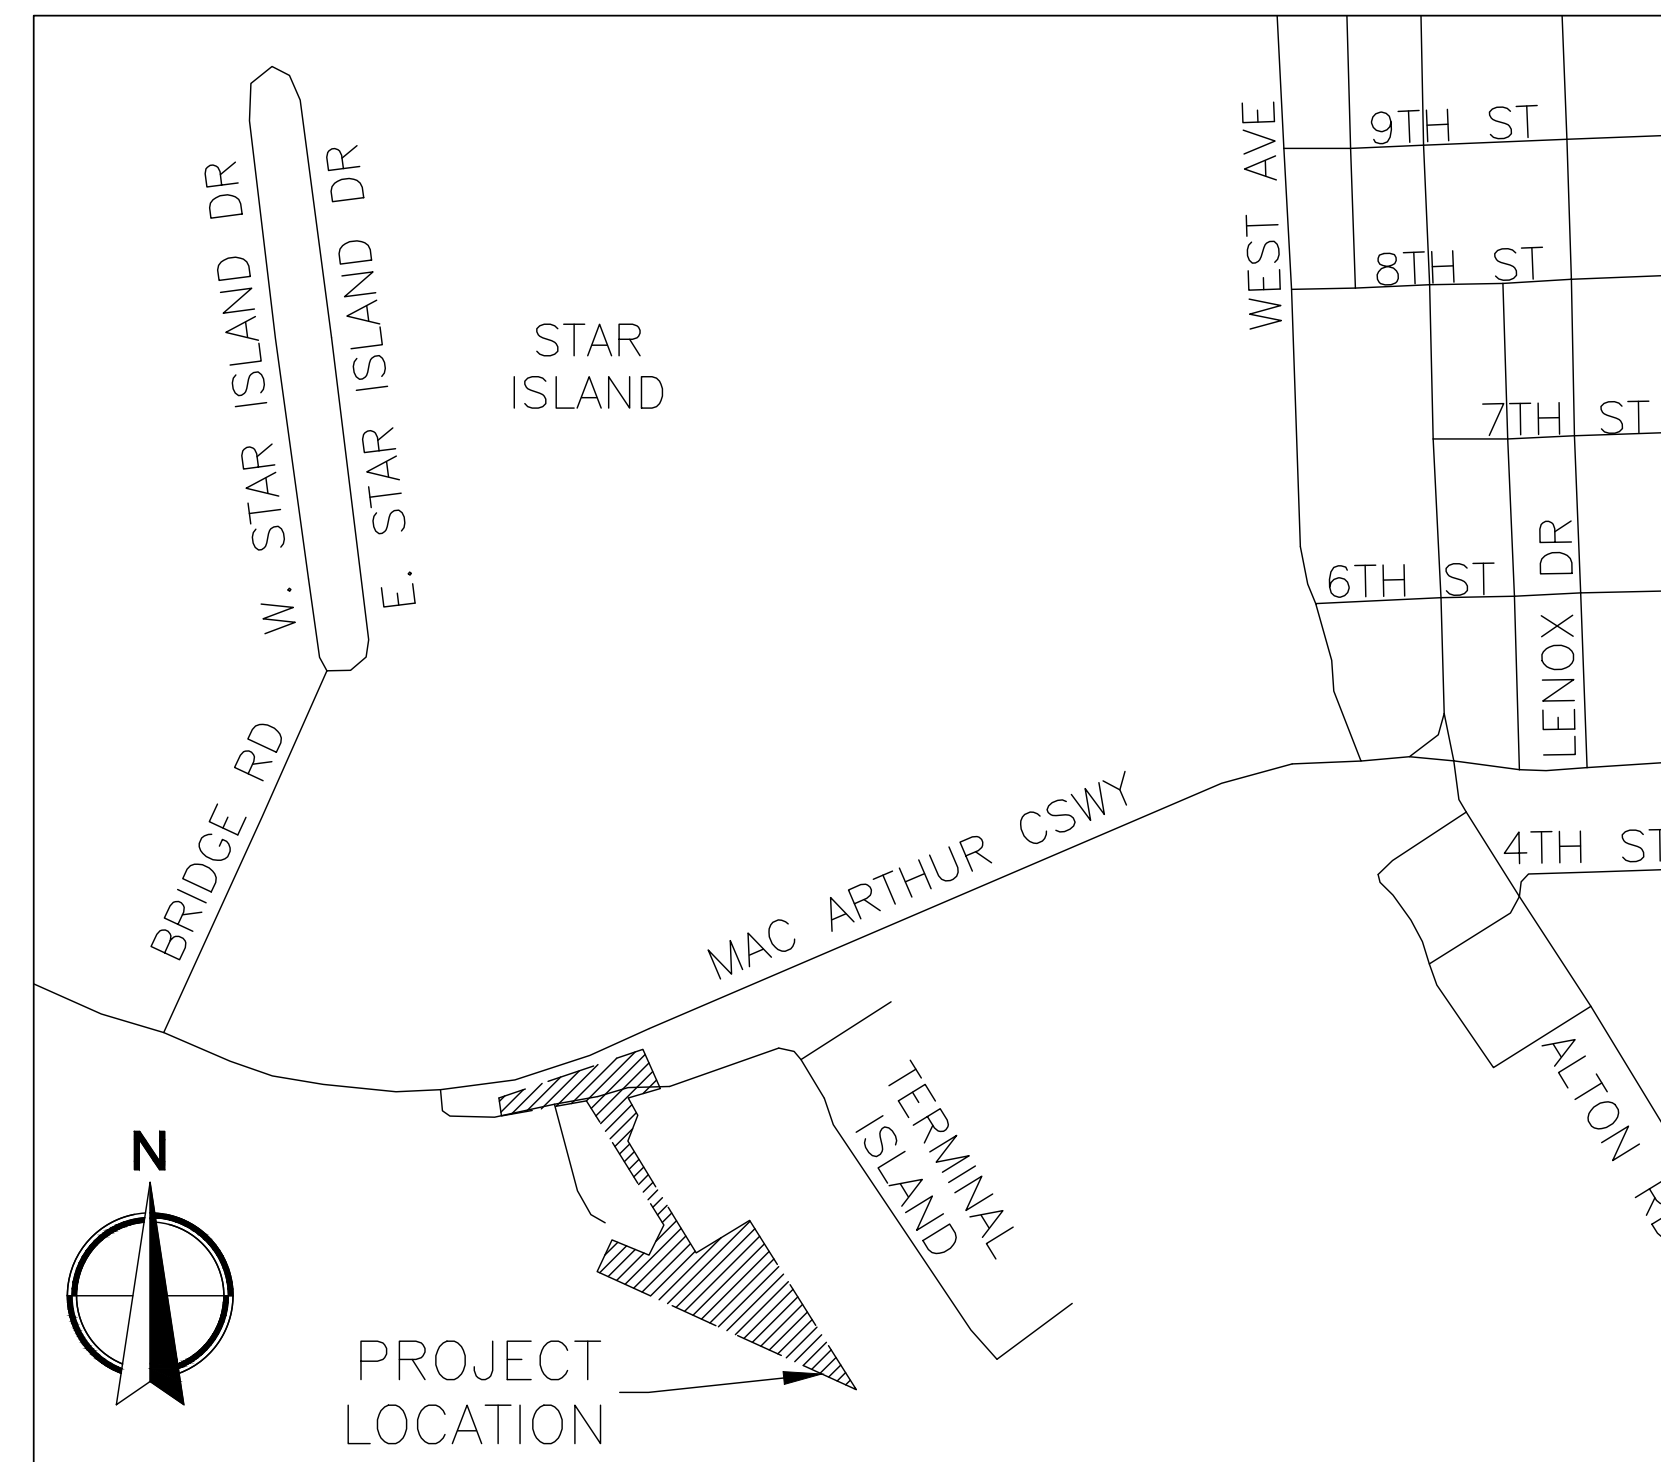 9TH ST
W. STAR ISLAND DR
E. STAR ISLAND DR
WEST AVE
8TH ST
STAR
ISLAND
7TH ST
6TH ST
LENOX DR
BRIDGE RD
MAC ARTHUR CSWY
4TH ST
TERMINAL
ISLAND
ALTON
N
PROJECT
LOCATION